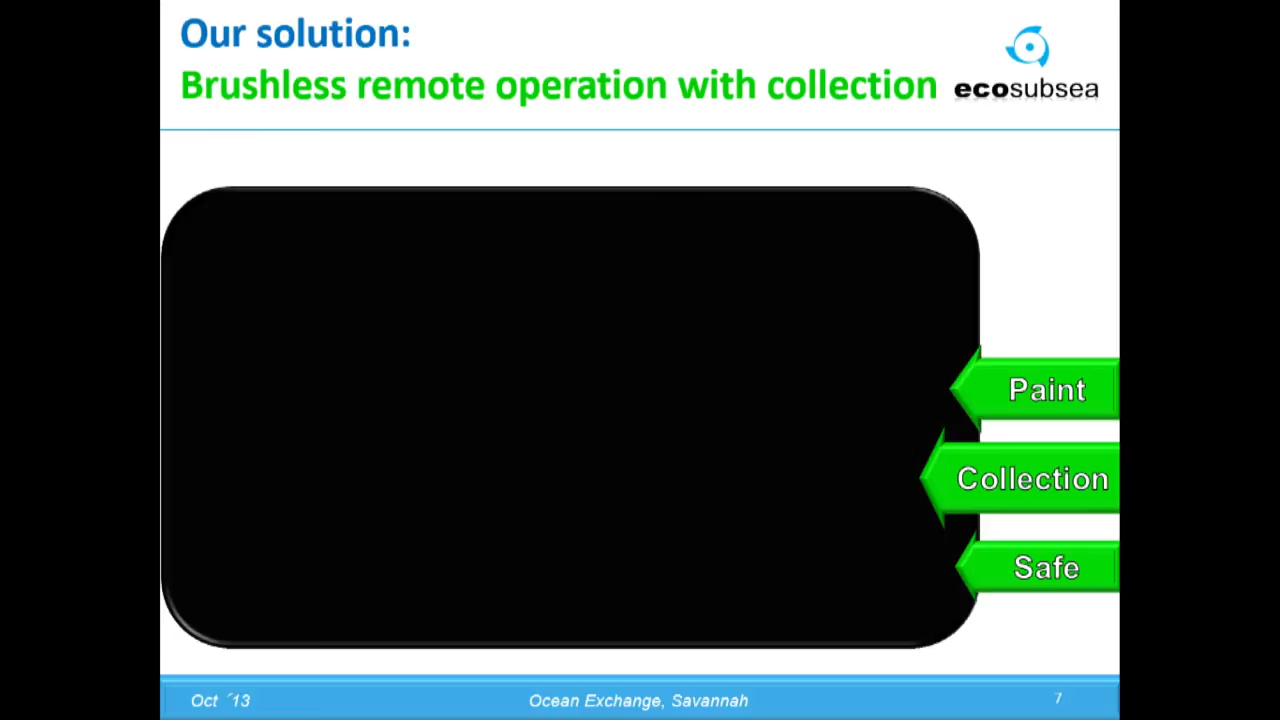 Our solution:
Brushless remote operation with collection
ecosubsea
Paint
Collection
Safe
Oct ´13
Ocean Exchange, Savannah
7